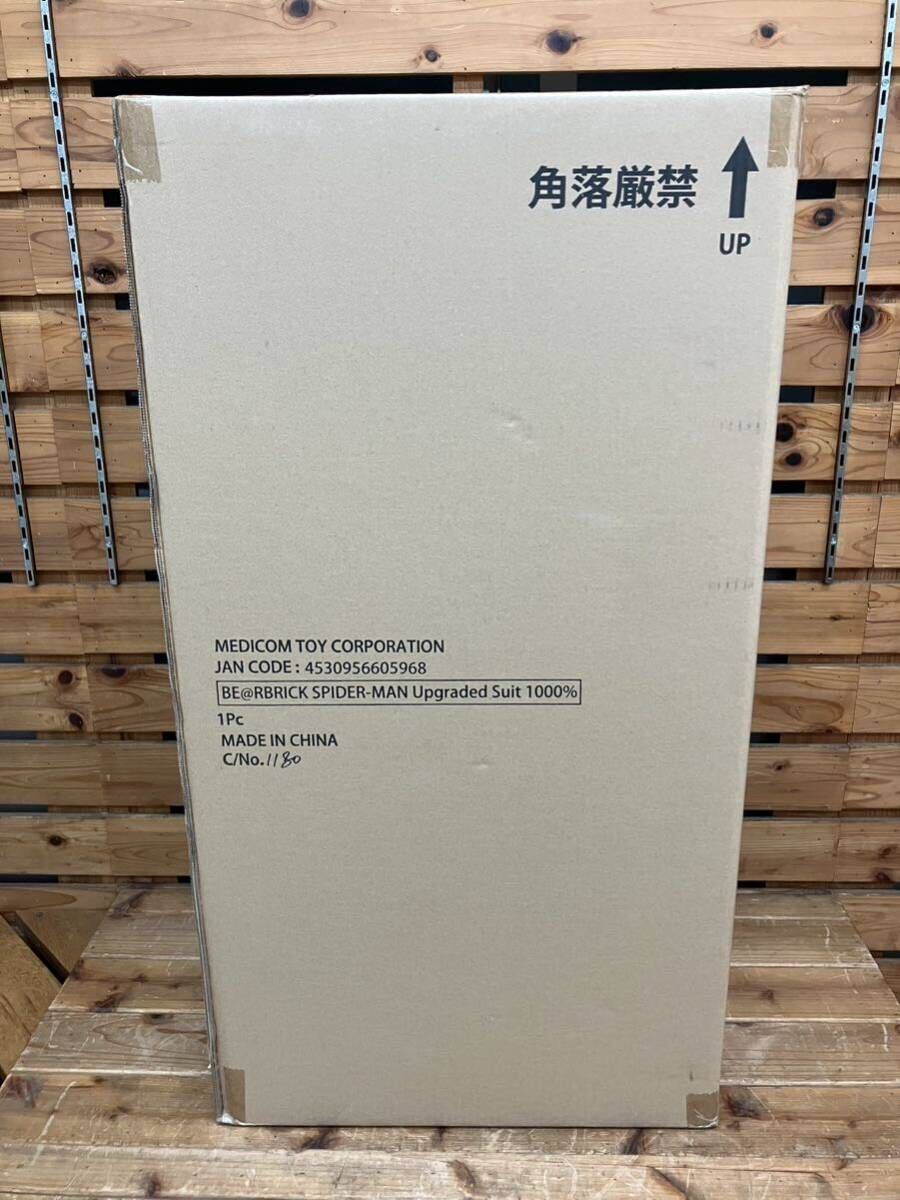 角落厳禁
UP
MEDICOM TOY CORPORATION
JAN CODE : 4530956605968
BE@RBRICK SPIDER-MAN Upgraded Suit 1000%
1Pc
MADE IN CHINA
C/No.1180